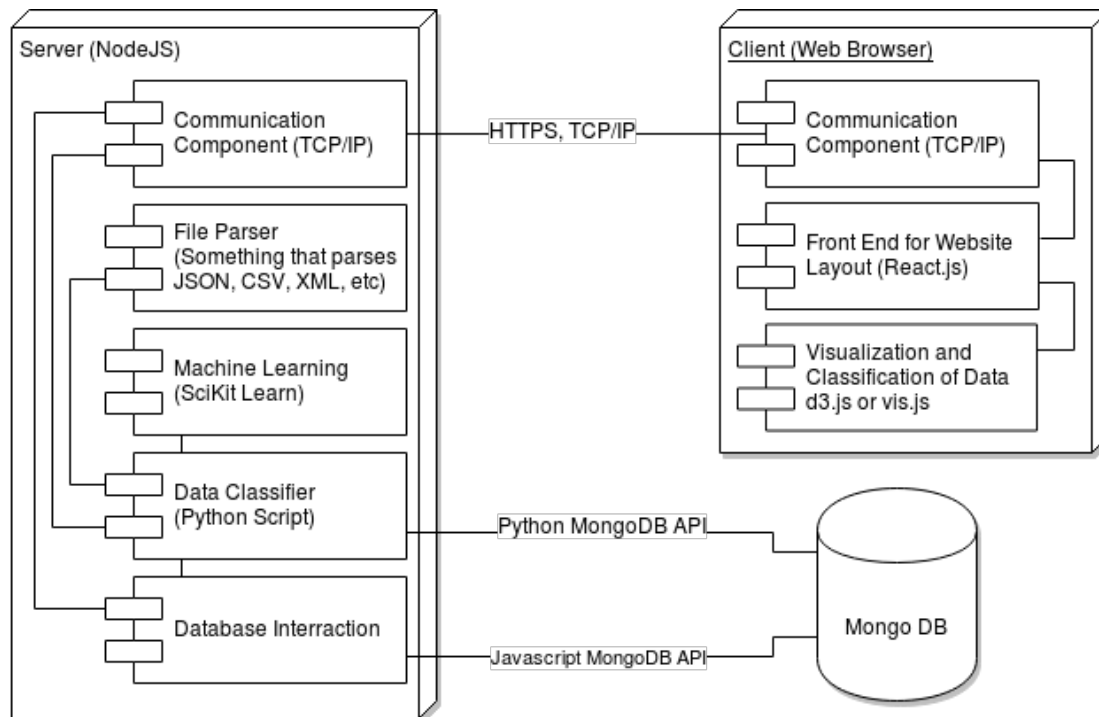 Server (NodeJS)
Communication
Component (TCP/IP)
File Parser
(Something that parses
JSON, CSV, XML, etc)
Machine Learning
(SciKit Learn)
Data Classifier
(Python Script)
Database Interraction
HTTPS, TCP/IP
Python MongoDB API
Javascript MongoDB API
Client (Web Browser)
Communication
Component (TCP/IP)
Front End for Website
Layout (React.js)
Visualization and
Classification of Data
d3.js or vis.js
Mongo DB